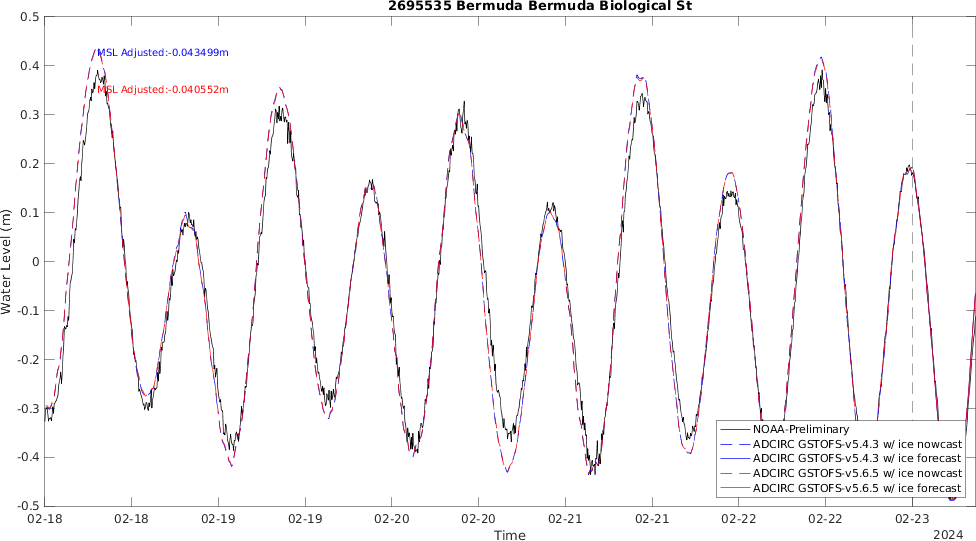 2695535 Bermuda Bermuda Biological St
0.5
MSL Adjusted:-0.043499m
0.4
MSL Adjusted:-0.040552m
0.3
0.2
0.1
0
-0.1
-0.2
-0.3
-0.4
-0.5
Water Level (m)
NOAA-Preliminary
ADCIRC GSTOFS-v5.4.3 w/ ice nowcast
ADCIRC GSTOFS-v5.4.3 w/ ice forecast
ADCIRC GSTOFS-v5.6.5 w/ ice nowcast
ADCIRC GSTOFS-v5.6.5 w/ ice forecast
02-18 02-18 02-19 02-19 02-20 02-20 02-21 02-21 02-22 02-22 02-23
Time
2024